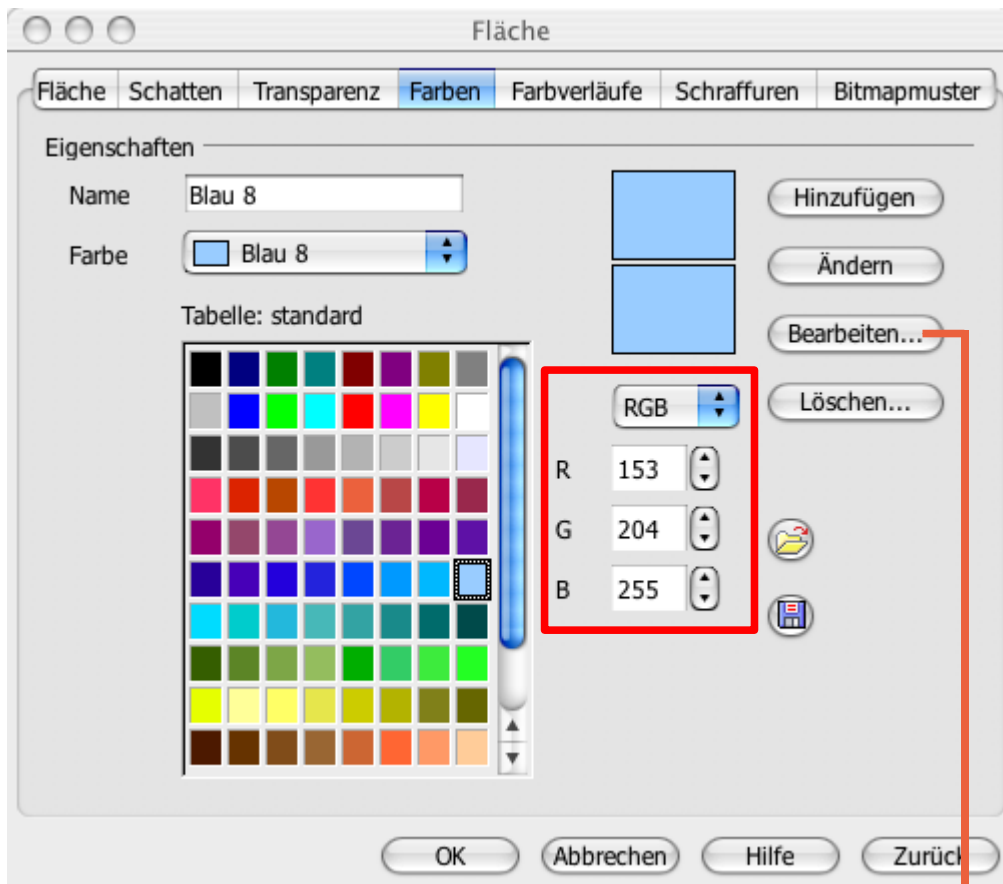 Fläche
Fläche Schatten Transparenz Farben Farbverläufe Schraffuren Bitmapmuster
Eigenschaften
Name Blau 8 Hinzufügen
Farbe Blau 8 Ändern
Tabelle: standard Bearbeiten...
RGB Löschen...
R 153
G 204
B 255
OK Abbrechen Hilfe Zurück